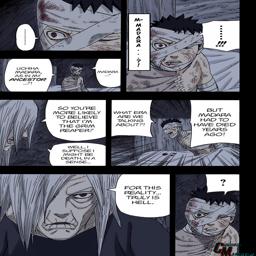 .......
!!!
M-
MADARA
...?!
..........
MADARA...
UCHIHA
MADARA,
AS IN MY
ANCESTOR
...?!
BUT
MADARA
HAD TO
HAVE DIED
YEARS
AGO!
WHAT ERA
ARE WE
TALKING
ABOUT??
SO YOU'RE
MORE LIKELY
TO BELIEVE
THAT I'M
THE GRIM
REAPER?
WELL, I
SUPPOSE I
MIGHT BE
DEATH, IN A
SENSE...
?
FOR THIS
REALITY...
TRULY IS
HELL.